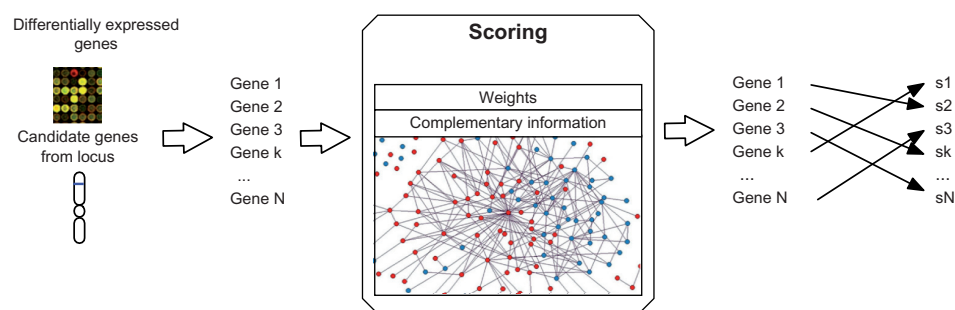 Differentially expressed
genes
Candidate genes
from locus
Gene 1
Gene 2
Gene 3
Gene k
...
Gene N
Scoring
Weights
Complementary information
Gene 1
Gene 2
Gene 3
Gene k
...
Gene N
s1
s2
s3
sk
...
sN